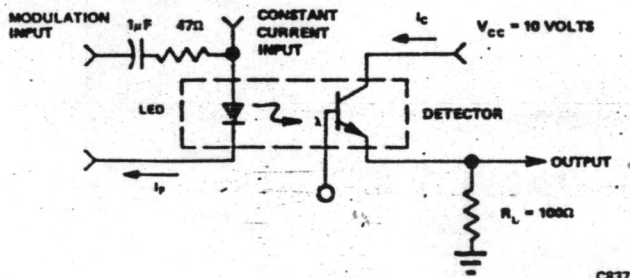 MODULATION
INPUT
1μF
47Ω
CONSTANT
CURRENT
INPUT
IC
VCC = 10 VOLTS
LED
λ
DETECTOR
IF
OUTPUT
RL = 100Ω
C837